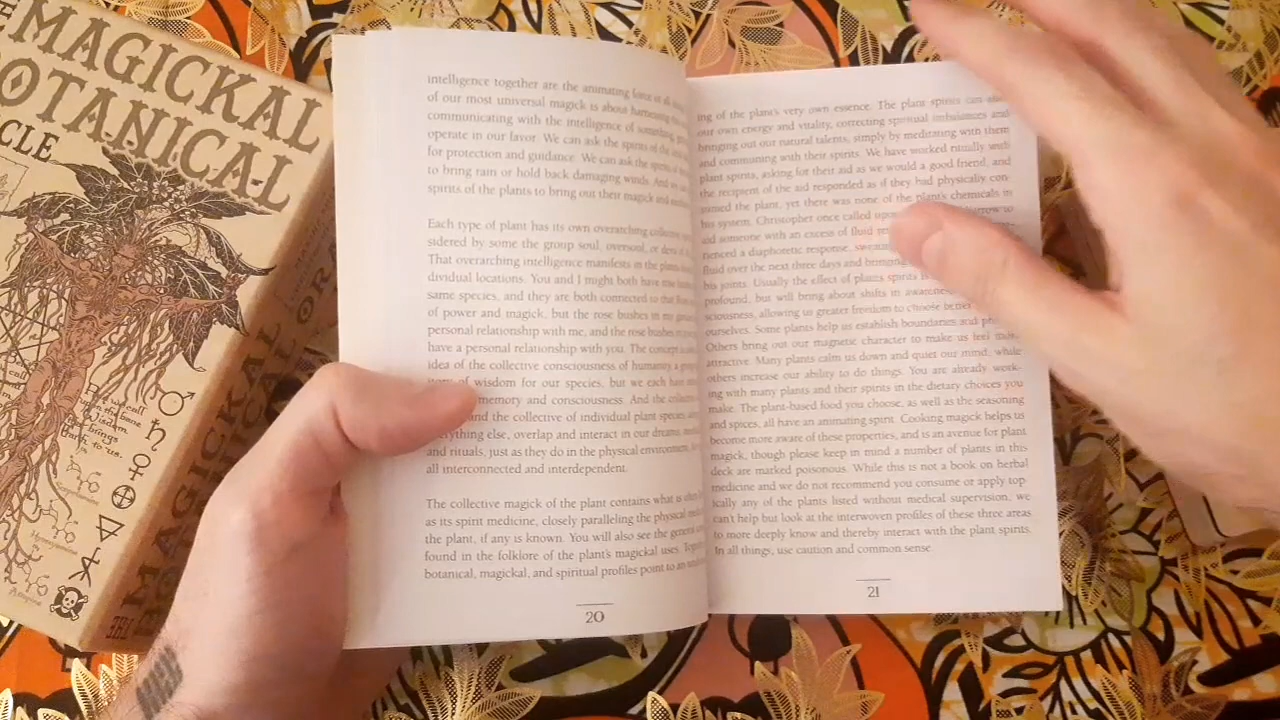 MAGICKAL
BOTANICAL
ORACLE
intelligence together are the animating force
of our most universal magick is about harnessing
communicating with the intelligence of something
operate in our favor. We can ask the spirits of the
for protection and guidance. We can ask the spirits
to bring rain or hold back damaging winds. And
spirits of the plants to bring out their magick and
Each type of plant has its own overarching
sidered by some the group soul, oversoul, or
That overarching intelligence manifests in the plants
dividual locations. You and I might both have
same species, and they are both connected to that
of power and magick, but the rose bushes in my
personal relationship with me, and the rose bushes
have a personal relationship with you. The concept
idea of the collective consciousness of humanity, a
of wisdom for our species, but we each have
memory and consciousness. And the
and the collective of individual plant species
everything else, overlap and interact in our dreams,
and rituals, just as they do in the physical environment.
all interconnected and interdependent.
The collective magick of the plant contains what is
as its spirit medicine, closely paralleling the physical
the plant, if any is known. You will also see the
found in the folklore of the plant's magickal uses.
botanical, magickal, and spiritual profiles point to an
20
ing of the plant's very own essence. The plant spirits can
our own energy and vitality, correcting spiritual imbalances and
bringing out our natural talents, simply by meditating with them
and communing with their spirits. We have worked ritually with
plant spirits, asking for their aid as we would a good friend, and
the recipient of the aid responded as if they had physically con-
sumed the plant, yet there was none of the plant's chemicals in
his system. Christopher once called upon to
aid someone with an excess of fluid
rienced a diaphoretic response,
fluid over the next three days and bringing
his joints. Usually the effect of plants spirits is
profound, but will bring about shifts in
sciousness, allowing us greater freedom to choose
ourselves. Some plants help us establish boundaries and
Others bring out our magnetic character to make us feel more
attractive. Many plants calm us down and quiet our mind, while
others increase our ability to do things. You are already work-
ing with many plants and their spirits in the dietary choices you
make. The plant-based food you choose, as well as the seasoning
and spices, all have an animating spirit. Cooking magick helps us
become more aware of these properties, and is an avenue for plant
magick, though please keep in mind a number of plants in this
deck are marked poisonous. While this is not a book on herbal
medicine and we do not recommend you consume or apply top-
ically any of the plants listed without medical supervision, we
can't help but look at the interwoven profiles of these three areas
to more deeply know and thereby interact with the plant spirits.
In all things, use caution and common sense.
21